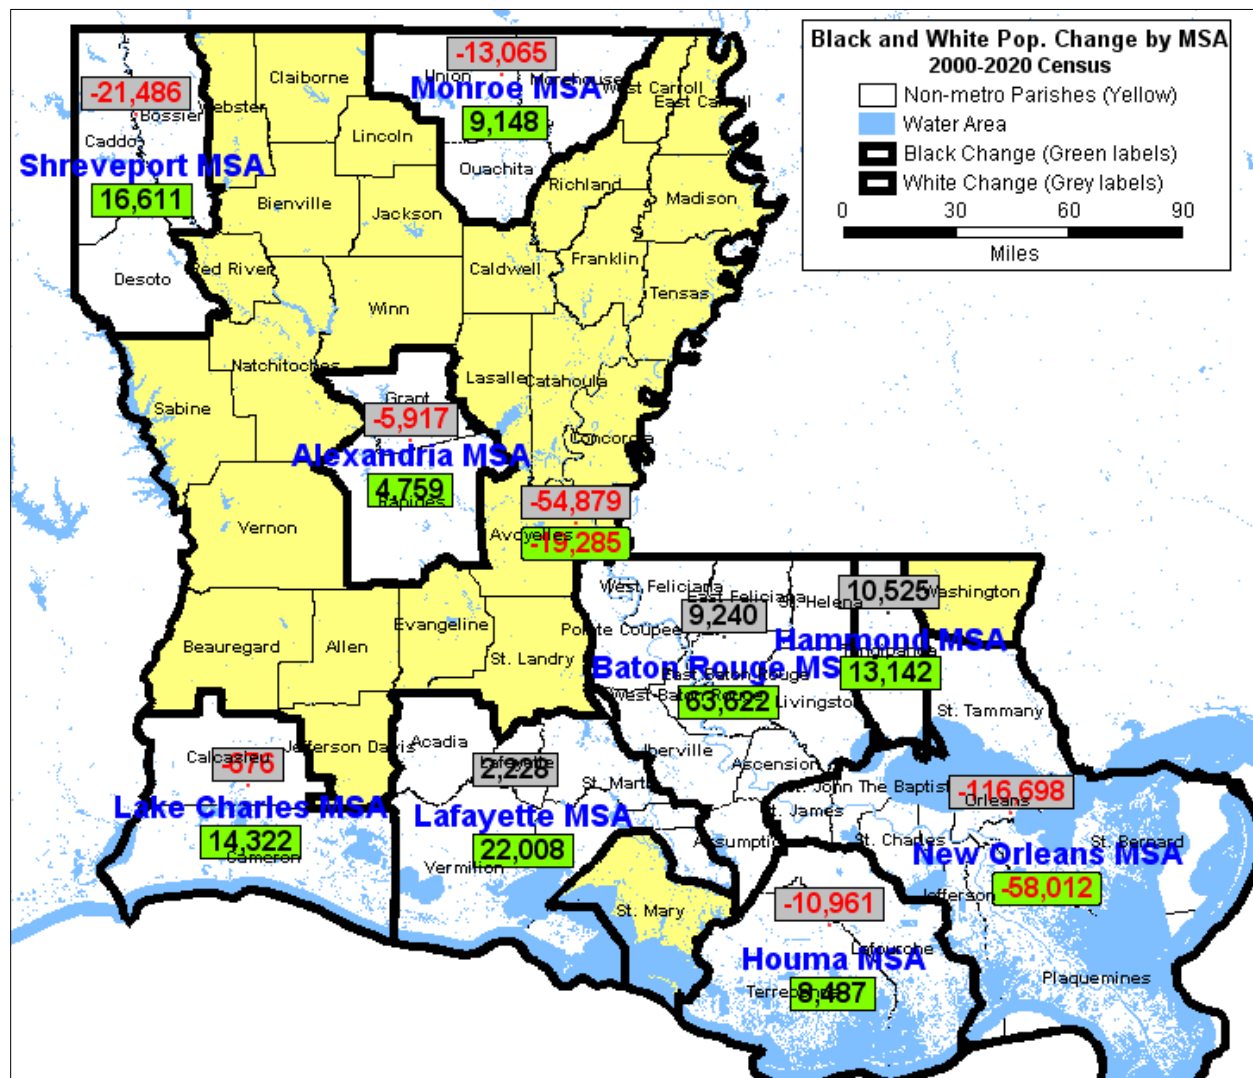 Black and White Pop. Change by MSA
2000-2020 Census
Non-metro Parishes (Yellow)
Water Area
Black Change (Green labels)
White Change (Grey labels)
0 30 60 90
Miles
-13,065
Union
Morehouse
Monroe MSA
9,148
Ouachita
Claiborne
Webster
Lincoln
West Carroll
East Carroll
-21,486
Bossier
Caddo
Shreveport MSA
16,611
Desoto
Bienville
Jackson
Richland
Madison
Red River
Caldwell
Franklin
Tensas
Winn
Natchitoches
Sabine
Grant
-5,917
Alexandria MSA
4,759
Rapides
Lasalle
Catahoula
Concordia
Vernon
-54,879
Avoyelles
-19,285
Beauregard
Allen
Evangeline
St. Landry
West Feliciana
East Feliciana
St. Helena
9,240
Pointe Coupee
10,525
Washington
Hammond MSA
13,142
Baton Rouge MS
East Baton Rouge
West Baton Rouge
63,622
Livingston
St. Tammany
Iberville
Ascension
Calcasieu
-676
Jefferson Davis
Lake Charles MSA
14,322
Cameron
Acadia
Lafayette
2,228
St. Martin
Lafayette MSA
22,008
Vermilion
St. Mary
Assumption
St. James
St. John The Baptist
St. Charles
-116,698
Orleans
St. Bernard
New Orleans MSA
Jefferson
-58,012
Plaquemines
-10,961
Lafourche
Houma MSA
Terrebonne
8,487